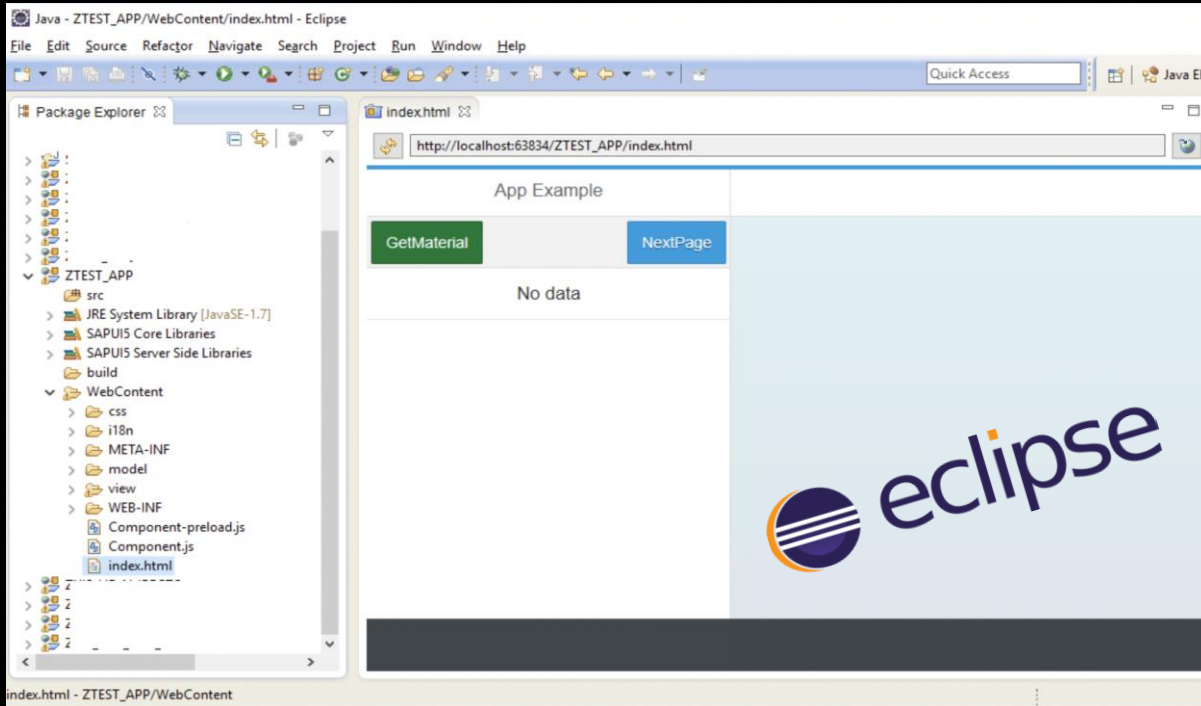 Java - ZTEST_APP/WebContent/index.html - Eclipse
File Edit Source Refactor Navigate Search Project Run Window Help
Quick Access
Package Explorer
index.html
http://localhost:63834/ZTEST_APP/index.html
App Example
GetMaterial NextPage
No data
ZTEST_APP
src
JRE System Library [JavaSE-1.7]
SAPUI5 Core Libraries
SAPUI5 Server Side Libraries
build
WebContent
css
i18n
META-INF
model
view
WEB-INF
Component-preload.js
Component.js
index.html
eclipse
index.html - ZTEST_APP/WebContent